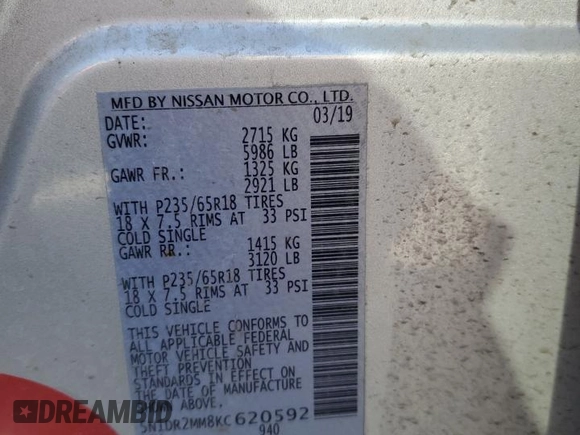 MFD BY NISSAN MOTOR CO., LTD.
DATE: 03/19
GVWR: 2715 KG
5986 LB
GAWR FR.: 1325 KG
2921 LB
WITH P235/65R18 TIRES
18 X 7.5 RIMS AT 33 PSI
COLD SINGLE
GAWR RR.: 1415 KG
3120 LB
WITH P235/65R18 TIRES
18 X 7.5 RIMS AT 33 PSI
COLD SINGLE
THIS VEHICLE CONFORMS TO
ALL APPLICABLE FEDERAL
MOTOR VEHICLE SAFETY AND
THEFT PREVENTION
STANDARDS IN EFFECT ON
THE DATE OF MANUFACTURE
ABOVE.
5N1DR2MM8KC620592
940
DREAMBID